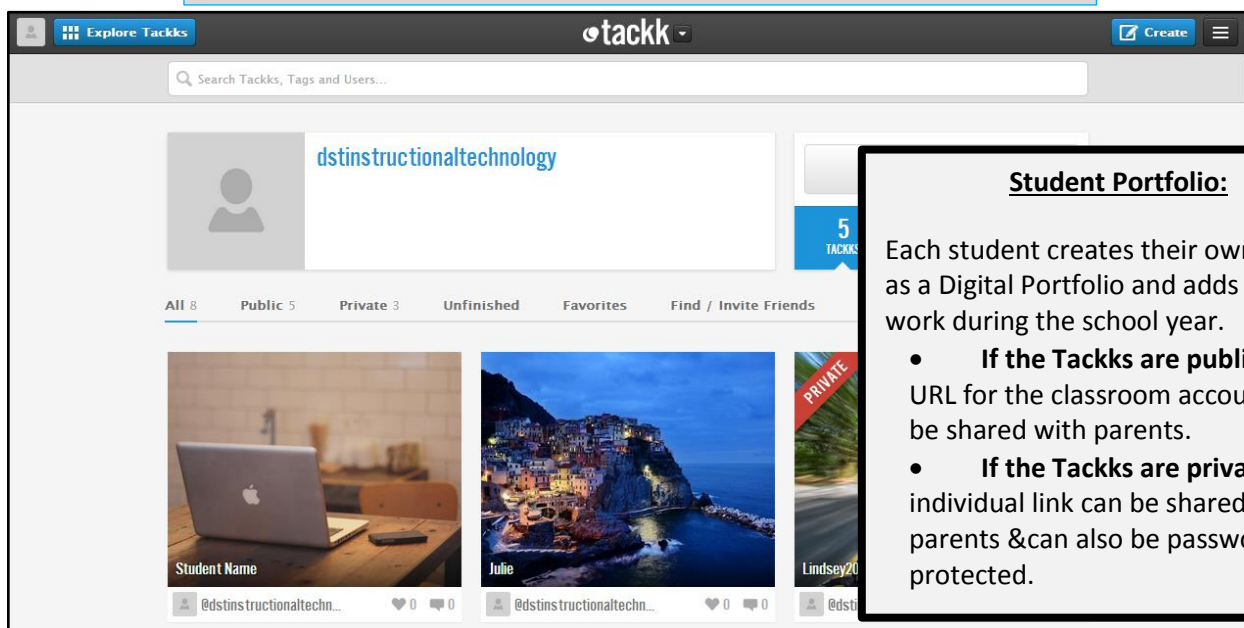 Explore Tackks
tackk
Create
Search Tackks, Tags and Users...
dstinstructionaltechnology
5
TACKKS
All 8 Public 5 Private 3 Unfinished Favorites Find / Invite Friends
Student Name
@dstinstructionaltechn... 0 0
Julie
@dstinstructionaltechn... 0 0
PRIVATE
Lindsey20
@dsti
Student Portfolio:
Each student creates their own
as a Digital Portfolio and adds
work during the school year.
• If the Tackks are publi
URL for the classroom accou
be shared with parents.
• If the Tackks are priva
individual link can be shared
parents &can also be passwo
protected.